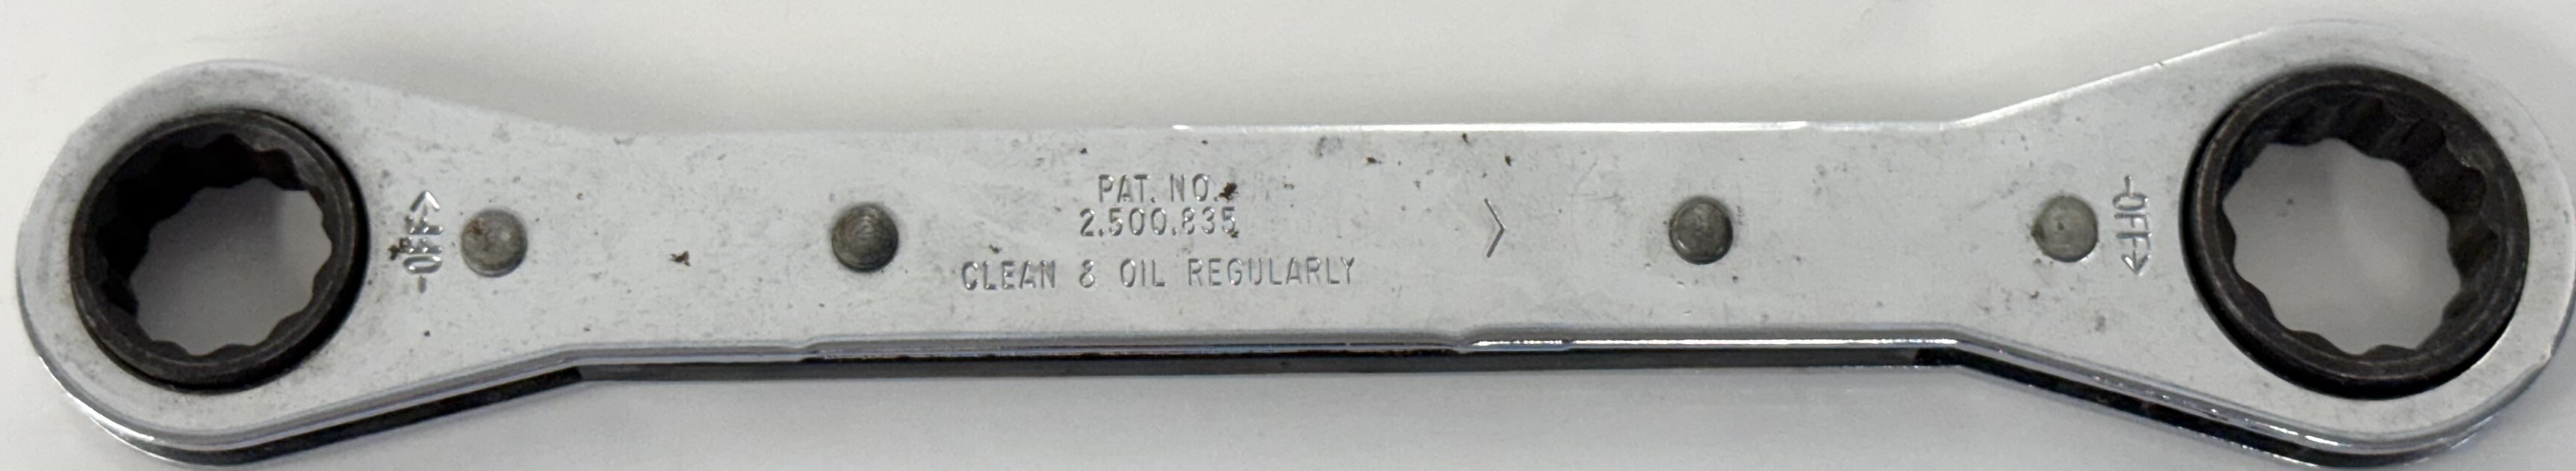 PAT. NO.
2.500.835
CLEAN & OIL REGULARLY
-OFF→
-OFF→